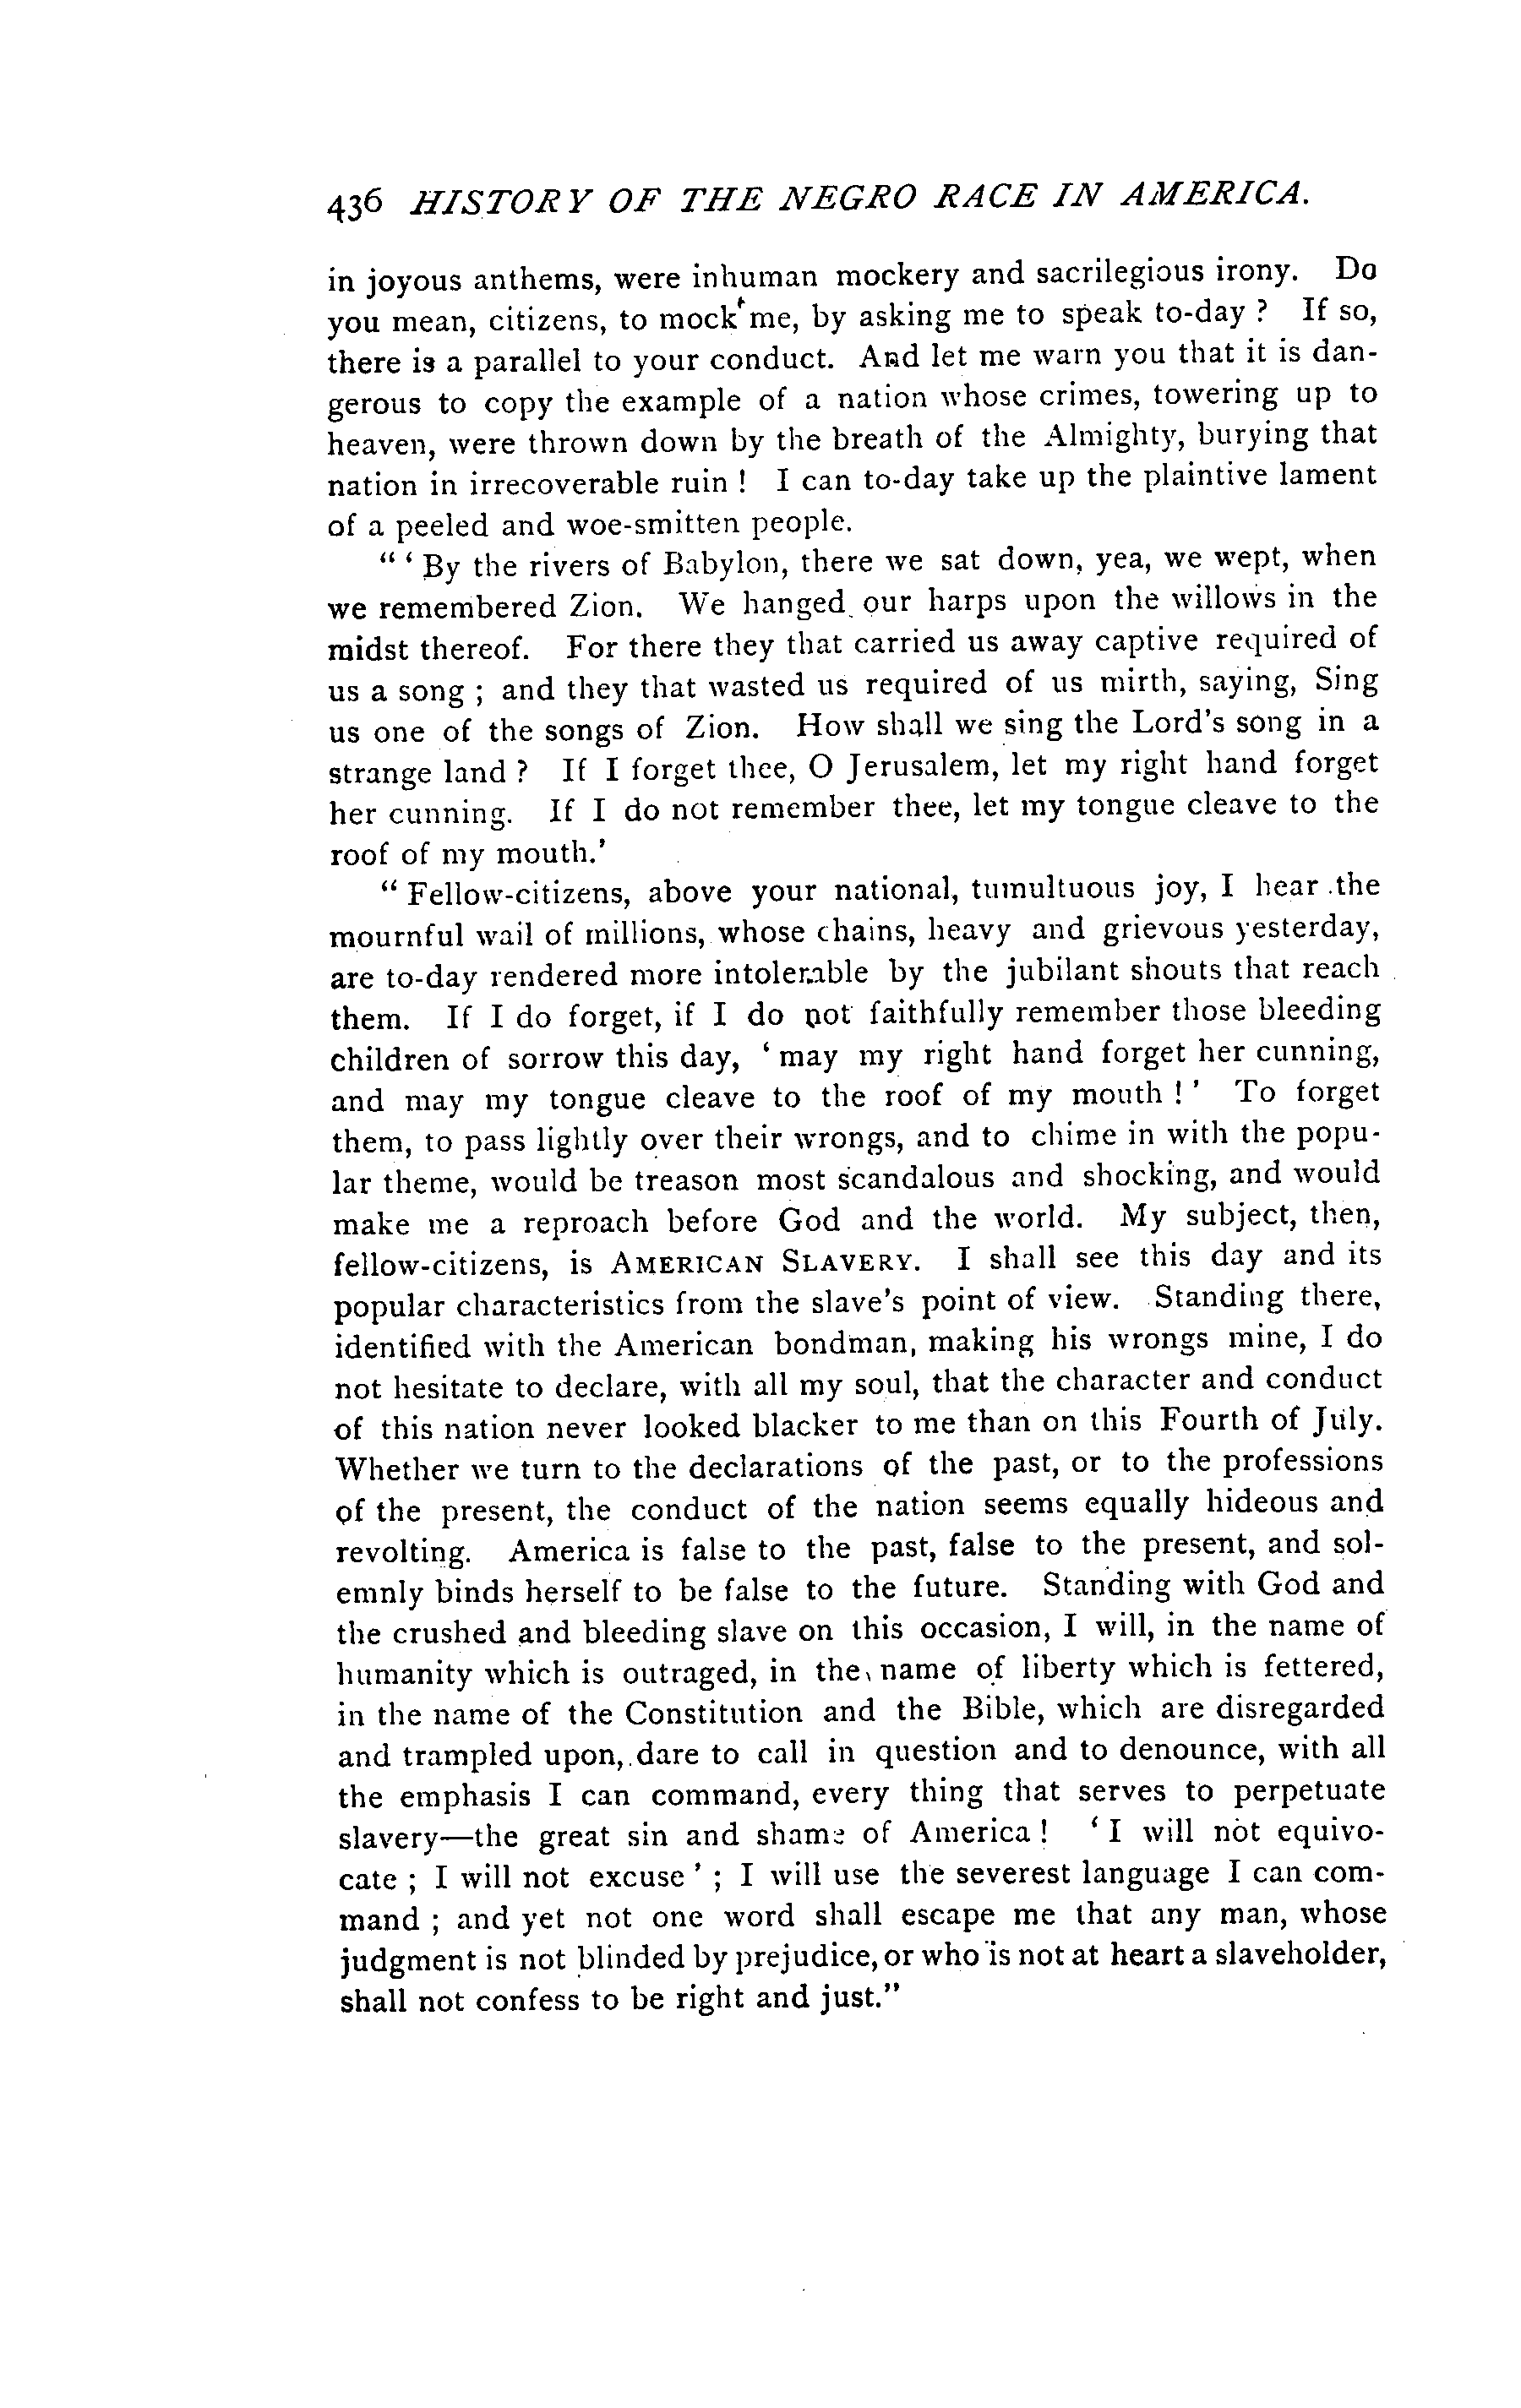 436 HISTORY OF THE NEGRO RACE IN AMERICA.
in joyous anthems, were inhuman mockery and sacrilegious irony. Do
you mean, citizens, to mock me, by asking me to speak to-day ? If so,
there is a parallel to your conduct. And let me warn you that it is dan-
gerous to copy the example of a nation whose crimes, towering up to
heaven, were thrown down by the breath of the Almighty, burying that
nation in irrecoverable ruin ! I can to-day take up the plaintive lament
of a peeled and woe-smitten people.
“ ‘ By the rivers of Babylon, there we sat down, yea, we wept, when
we remembered Zion. We hanged our harps upon the willows in the
midst thereof. For there they that carried us away captive required of
us a song ; and they that wasted us required of us mirth, saying, Sing
us one of the songs of Zion. How shall we sing the Lord's song in a
strange land ? If I forget thee, O Jerusalem, let my right hand forget
her cunning. If I do not remember thee, let my tongue cleave to the
roof of my mouth.’
“ Fellow-citizens, above your national, tumultuous joy, I hear the
mournful wail of millions, whose chains, heavy and grievous yesterday,
are to-day rendered more intolerable by the jubilant shouts that reach
them. If I do forget, if I do not faithfully remember those bleeding
children of sorrow this day, ‘ may my right hand forget her cunning,
and may my tongue cleave to the roof of my mouth ! ’ To forget
them, to pass lightly over their wrongs, and to chime in with the popu-
lar theme, would be treason most scandalous and shocking, and would
make me a reproach before God and the world. My subject, then,
fellow-citizens, is AMERICAN SLAVERY. I shall see this day and its
popular characteristics from the slave's point of view. Standing there,
identified with the American bondman, making his wrongs mine, I do
not hesitate to declare, with all my soul, that the character and conduct
of this nation never looked blacker to me than on this Fourth of July.
Whether we turn to the declarations of the past, or to the professions
of the present, the conduct of the nation seems equally hideous and
revolting. America is false to the past, false to the present, and sol-
emnly binds herself to be false to the future. Standing with God and
the crushed and bleeding slave on this occasion, I will, in the name of
humanity which is outraged, in the name of liberty which is fettered,
in the name of the Constitution and the Bible, which are disregarded
and trampled upon, dare to call in question and to denounce, with all
the emphasis I can command, every thing that serves to perpetuate
slavery—the great sin and shame of America ! ‘ I will not equivo-
cate ; I will not excuse ’ ; I will use the severest language I can com-
mand ; and yet not one word shall escape me that any man, whose
judgment is not blinded by prejudice, or who is not at heart a slaveholder,
shall not confess to be right and just.”